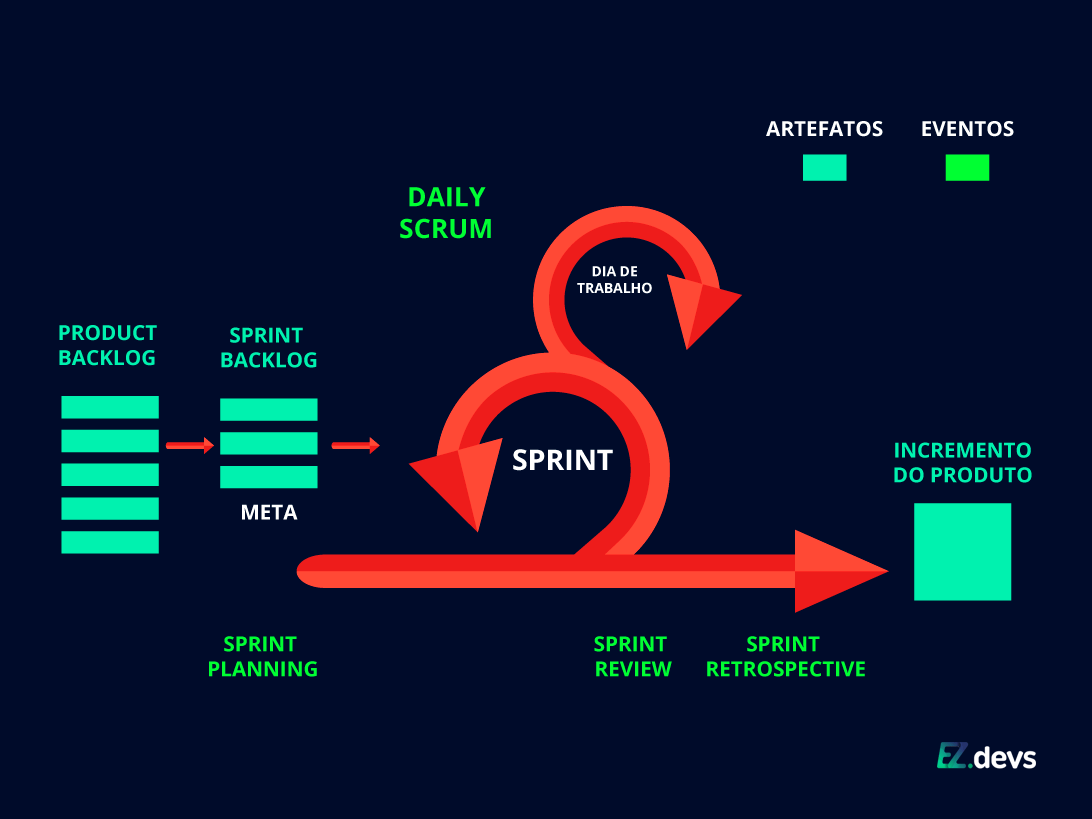 ARTEFATOS
EVENTOS
DAILY
SCRUM
DIA DE
TRABALHO
PRODUCT
BACKLOG
SPRINT
BACKLOG
META
SPRINT
INCREMENTO
DO PRODUTO
SPRINT
PLANNING
SPRINT
REVIEW
SPRINT
RETROSPECTIVE
EZ.devs